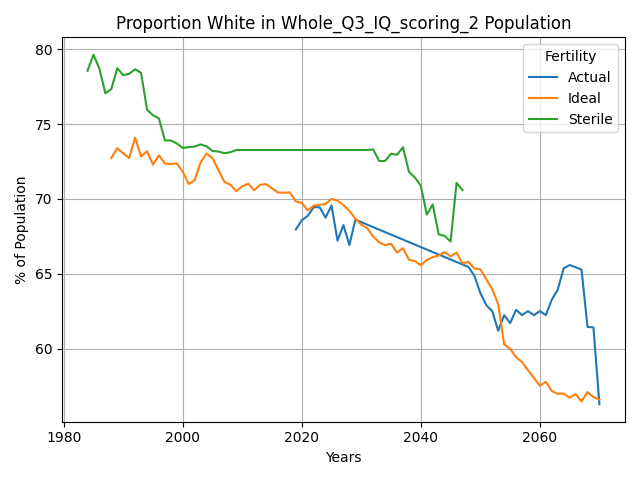 Proportion White in Whole_Q3_IQ_scoring_2 Population
Fertility
Actual
Ideal
Sterile
% of Population
80
75
70
65
60
1980
2000
2020
2040
2060
Years